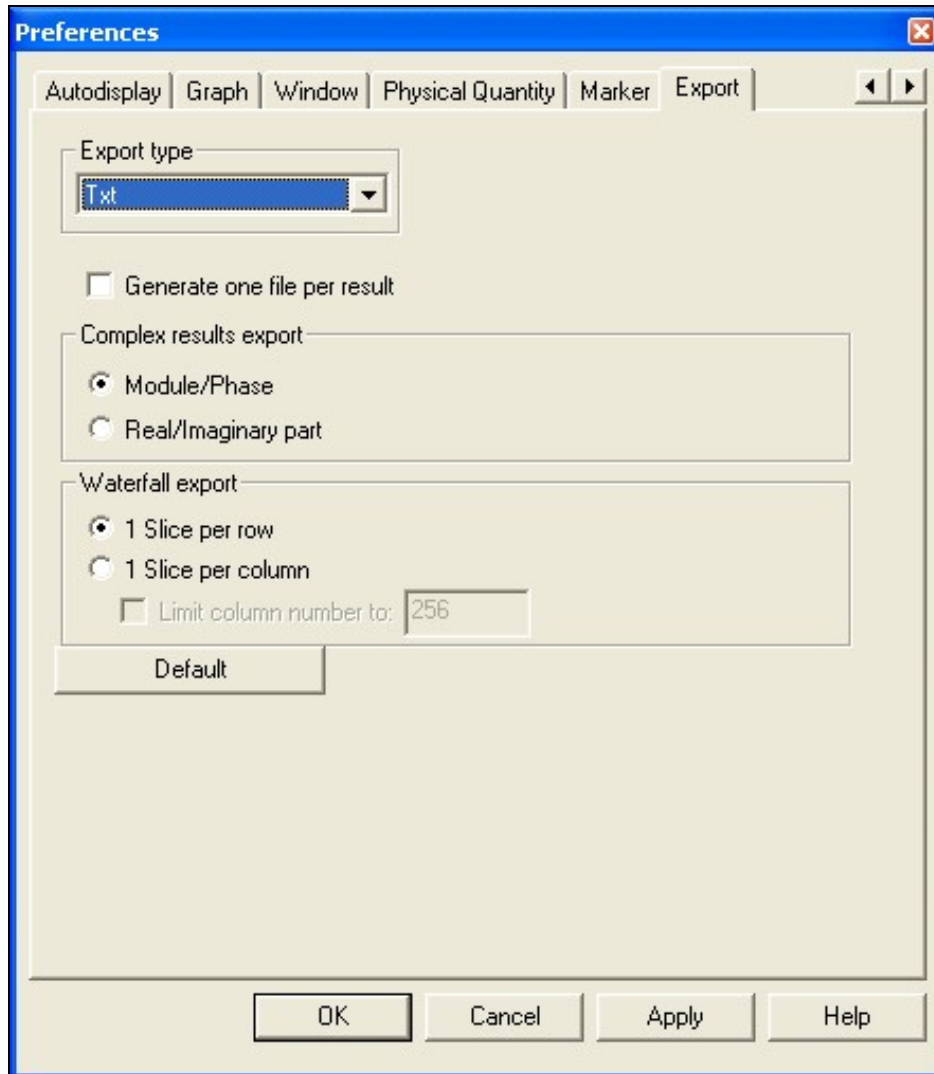 Preferences
Autodisplay Graph Window Physical Quantity Marker Export
Export type
Txt
Generate one file per result
Complex results export
Module/Phase
Real/Imaginary part
Waterfall export
1 Slice per row
1 Slice per column
Limit column number to: 256
Default
OK Cancel Apply Help